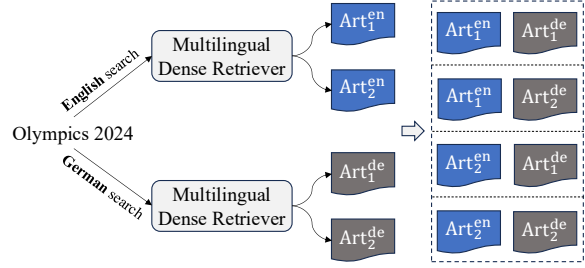 Olympics 2024
English search
German search
Multilingual
Dense Retriever
Multilingual
Dense Retriever
Art₁ᵉⁿ
Art₂ᵉⁿ
Art₁ᵈᵉ
Art₂ᵈᵉ
Art₁ᵉⁿ Art₁ᵈᵉ
Art₁ᵉⁿ Art₂ᵈᵉ
Art₂ᵉⁿ Art₁ᵈᵉ
Art₂ᵉⁿ Art₂ᵈᵉ